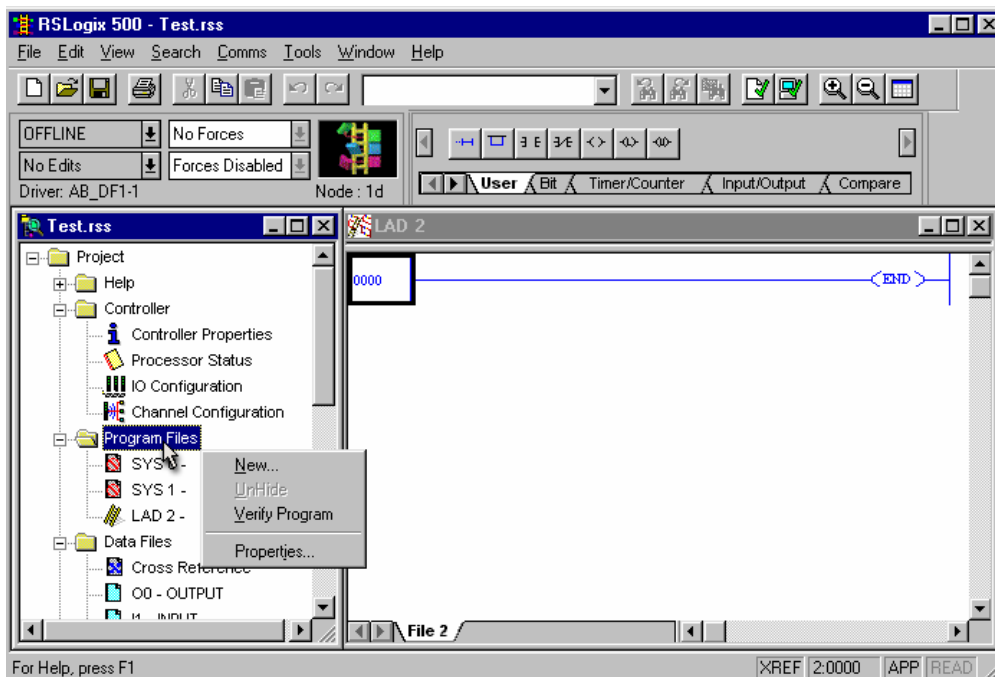 RSLogix 500 - Test.rss
File Edit View Search Comms Tools Window Help
OFFLINE
No Forces
No Edits
Forces Disabled
Driver: AB_DF1-1
Node : 1d
User
Bit
Timer/Counter
Input/Output
Compare
Test.rss
Project
Help
Controller
Controller Properties
Processor Status
IO Configuration
Channel Configuration
Program Files
SYS
SYS 1 -
LAD 2 -
Data Files
Cross Reference
O0 - OUTPUT
I1 - INPUT
New...
UnHide
Verify Program
Properties...
LAD 2
0000
END
File 2
For Help, press F1
XREF
2:0000
APP
READ